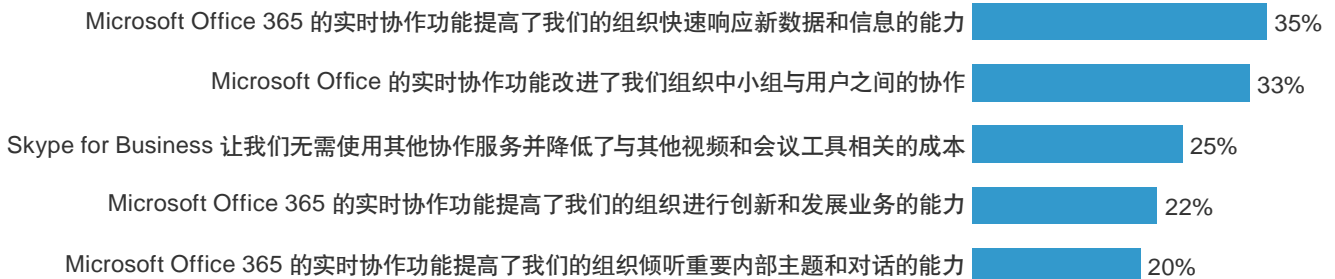 Microsoft Office 365 的实时协作功能提高了我们的组织快速响应新数据和信息的能力 35%
Microsoft Office 的实时协作功能改进了我们组织中小组与用户之间的协作 33%
Skype for Business 让我们无需使用其他协作服务并降低了与其他视频和会议工具相关的成本 25%
Microsoft Office 365 的实时协作功能提高了我们的组织进行创新和发展业务的能力 22%
Microsoft Office 365 的实时协作功能提高了我们的组织倾听重要内部主题和对话的能力 20%